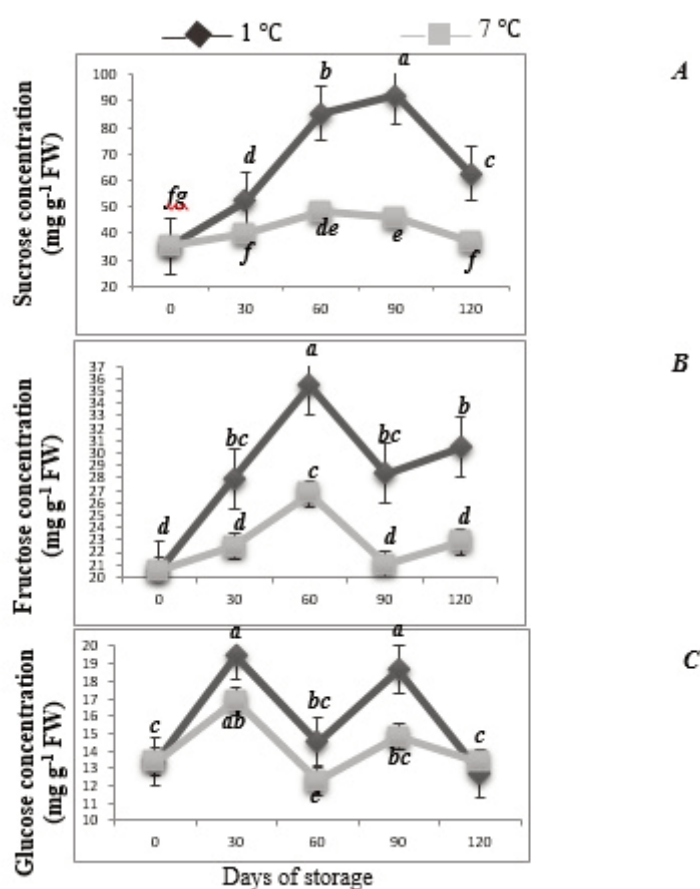 1 °C 7 °C
A
Sucrose concentration
(mg g-1 FW)
100
90
80
70
60
50
40
30
20
fg
d
b
a
c
f
de
e
f
0 30 60 90 120
B
Fructose concentration
(mg g-1 FW)
37
36
35
34
33
32
31
30
29
28
27
26
25
24
23
22
21
20
d
bc
a
bc
b
d
c
d
d
0 30 60 90 120
C
Glucose concentration
(mg g-1 FW)
20
19
18
17
16
15
14
13
12
11
10
c
a
bc
a
c
ab
bc
0 30 60 90 120
Days of storage